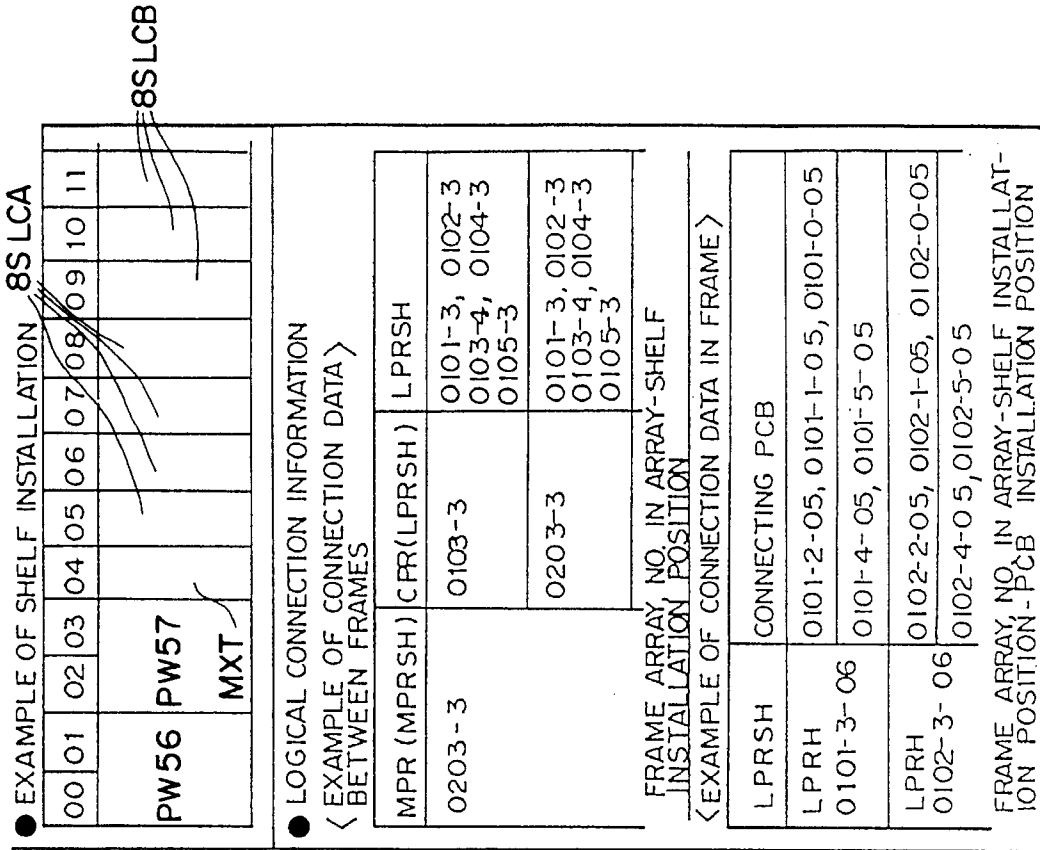 ● EXAMPLE OF SHELF INSTALLATION
8SLCA
00 01 02 03 04 05 06 07 08 09 10 11
PW56 PW57
MXT
8SLCB
● LOGICAL CONNECTION INFORMATION
<EXAMPLE OF CONNECTION DATA>
BETWEEN FRAMES
MPR (MPRSH) CPR(LPRSH) LPRSH
0203-3 0103-3 0101-3, 0102-3
0103-4, 0104-3
0105-3
0203-3 0101-3, 0102-3
0103-4, 0104-3
0105-3
FRAME ARRAY, NO. IN ARRAY-SHELF
INSTALLATION POSITION
<EXAMPLE OF CONNECTION DATA IN FRAME>
LPRSH CONNECTING PCB
LPRH
0101-3-06
0101-2-05, 0101-1-05, 0101-0-05
0101-4-05, 0101-5-05
LPRH
0102-3-06
0102-2-05, 0102-1-05, 0102-0-05
0102-4-05, 0102-5-05
FRAME ARRAY, NO. IN ARRAY-SHELF INSTALLAT-
ION POSITION-PCB INSTALLATION POSITION